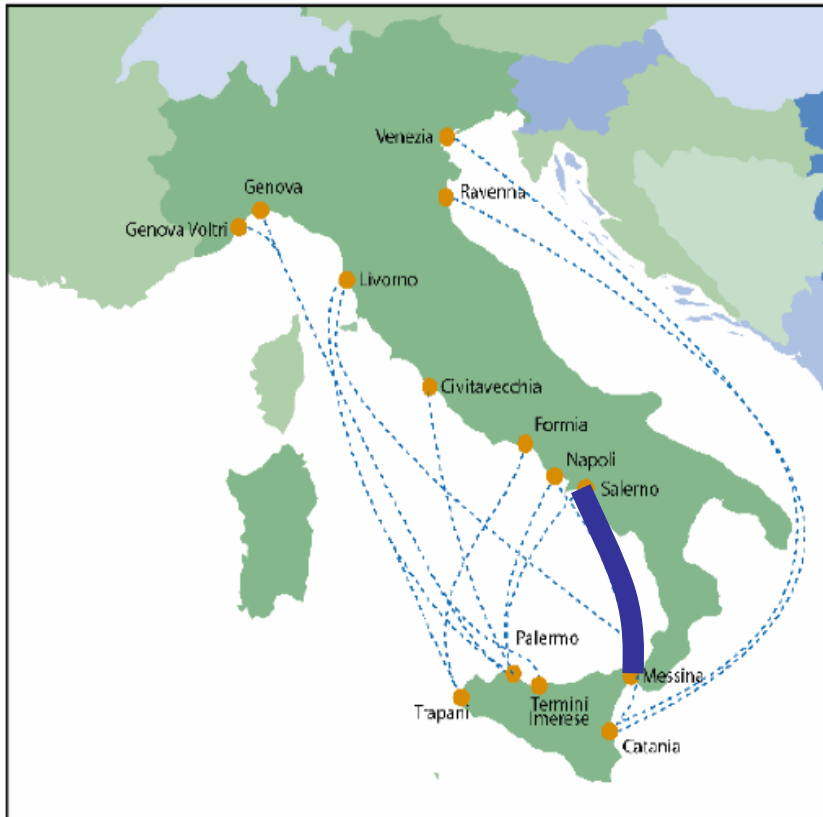 Venezia
Ravenna
Genova
Genova Voltri
Livorno
Civitavecchia
Formia
Napoli
Salerno
Palermo
Messina
Trapani
Termini
Imerese
Catania